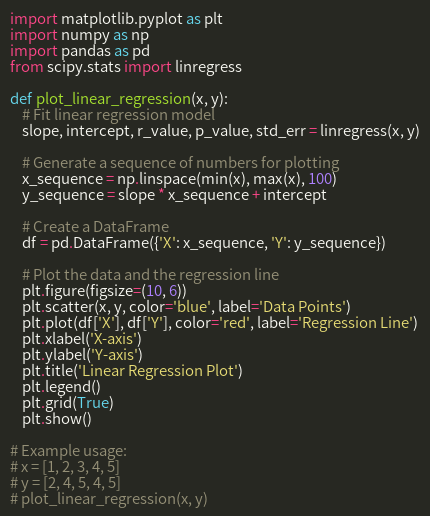 import matplotlib.pyplot as plt
import numpy as np
import pandas as pd
from scipy.stats import linregress

def plot_linear_regression(x, y):
    # Fit linear regression model
    slope, intercept, r_value, p_value, std_err = linregress(x, y)

    # Generate a sequence of numbers for plotting
    x_sequence = np.linspace(min(x), max(x), 100)
    y_sequence = slope * x_sequence + intercept

    # Create a DataFrame
    df = pd.DataFrame({'X': x_sequence, 'Y': y_sequence})

    # Plot the data and the regression line
    plt.figure(figsize=(10, 6))
    plt.scatter(x, y, color='blue', label='Data Points')
    plt.plot(df['X'], df['Y'], color='red', label='Regression Line')
    plt.xlabel('X-axis')
    plt.ylabel('Y-axis')
    plt.title('Linear Regression Plot')
    plt.legend()
    plt.grid(True)
    plt.show()

# Example usage:
# x = [1, 2, 3, 4, 5]
# y = [2, 4, 5, 4, 5]
# plot_linear_regression(x, y)